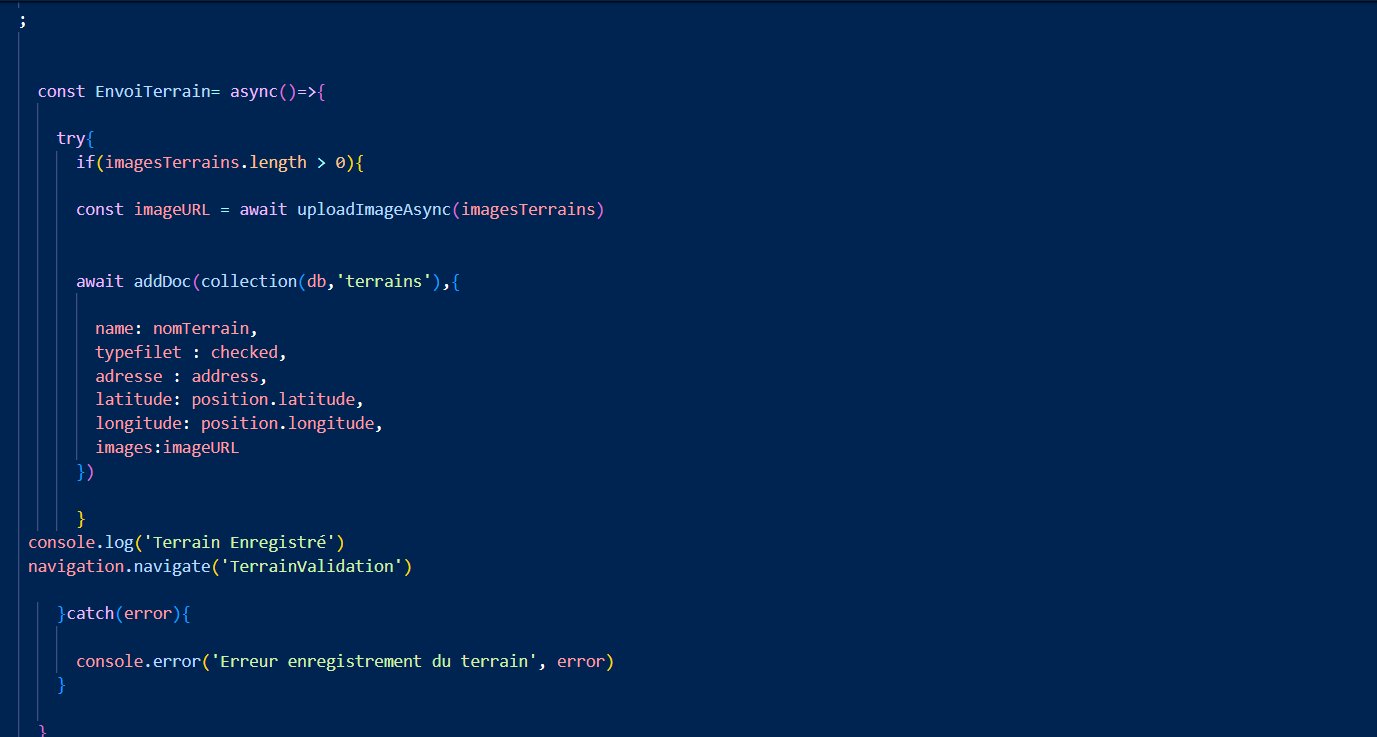 ;
const EnvoiTerrain= async()=>{
try{
if(imagesTerrains.length > 0){
const imageURL = await uploadImageAsync(imagesTerrains)
await addDoc(collection(db,'terrains'),{
name: nomTerrain,
typefilet : checked,
adresse : address,
latitude: position.latitude,
longitude: position.longitude,
images:imageURL
})
}
console.log('Terrain Enregistré')
navigation.navigate('TerrainValidation')
}catch(error){
console.error('Erreur enregistrement du terrain', error)
}
}